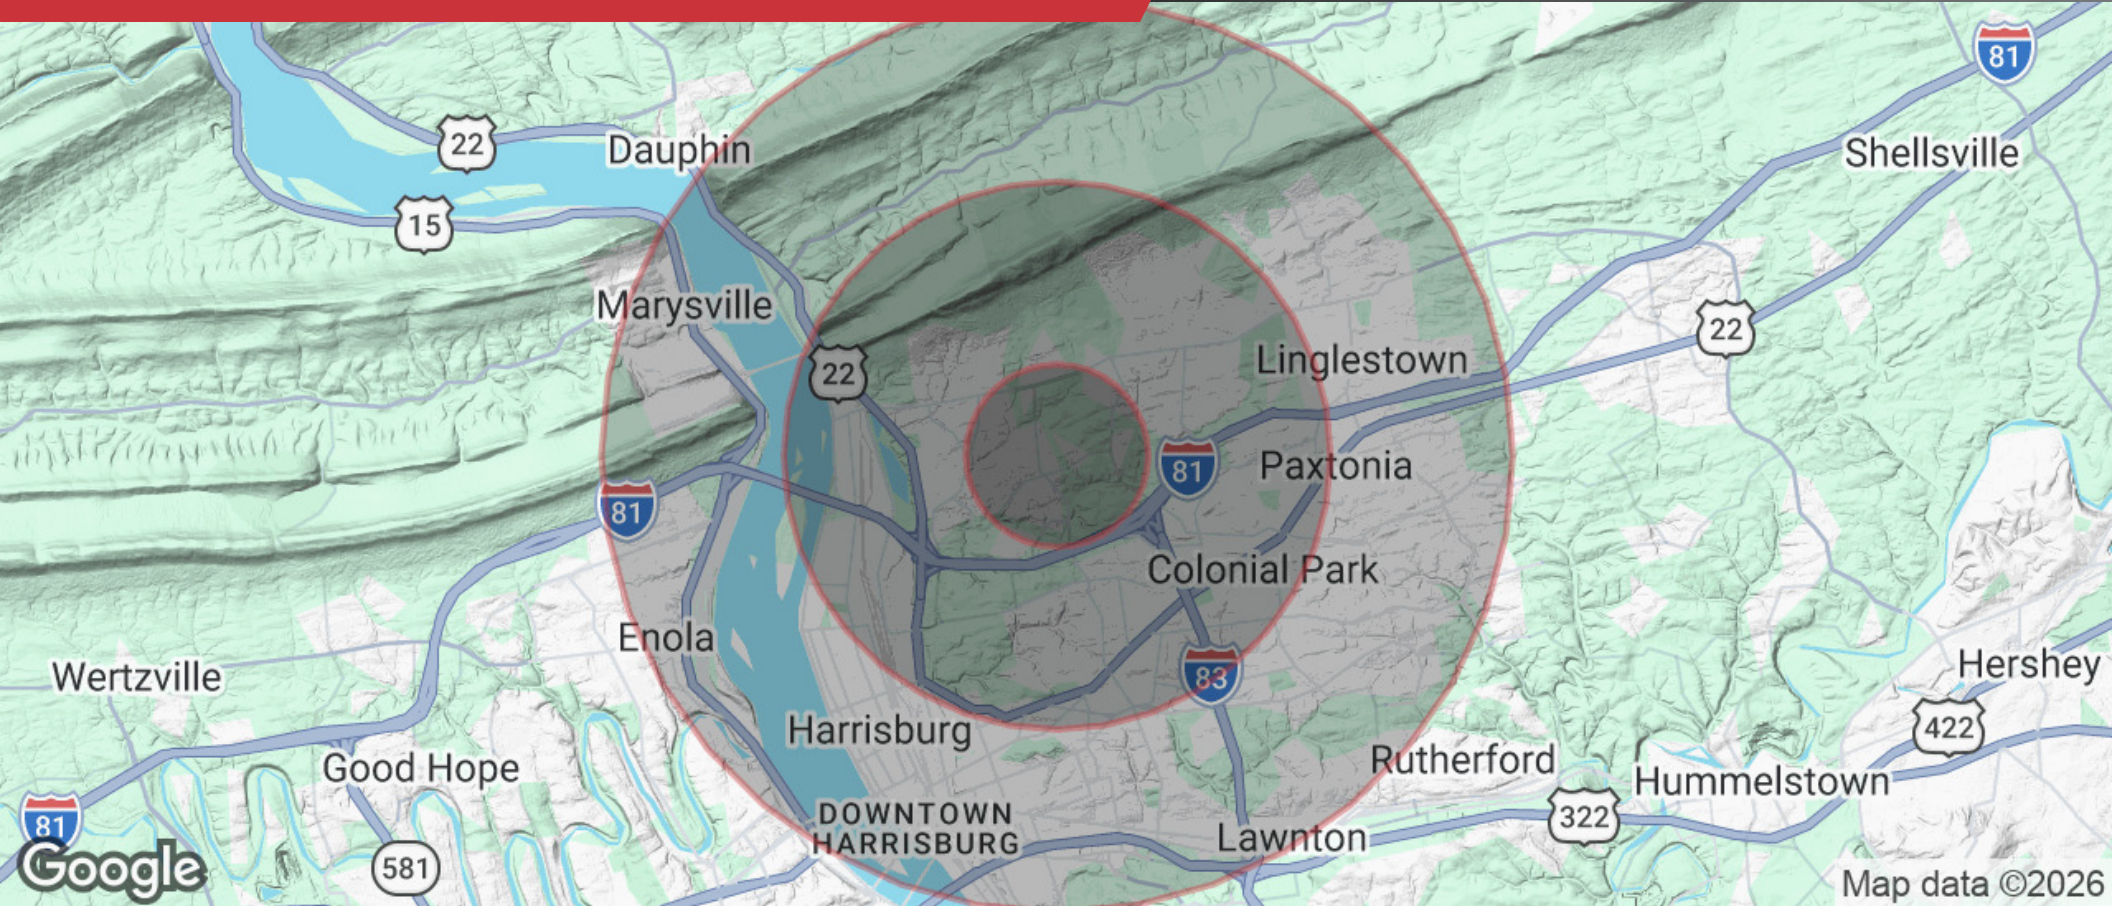 81
Shellsville
22
Dauphin
15
Marysville
22
22
Linglestown
81
Paxtonia
81
Colonial Park
Enola
Wertzville
83
Hershey
422
Harrisburg
Rutherford
Good Hope
Hummelstown
DOWNTOWN
HARRISBURG
322
81
Lawnton
581
Google
Map data ©2026